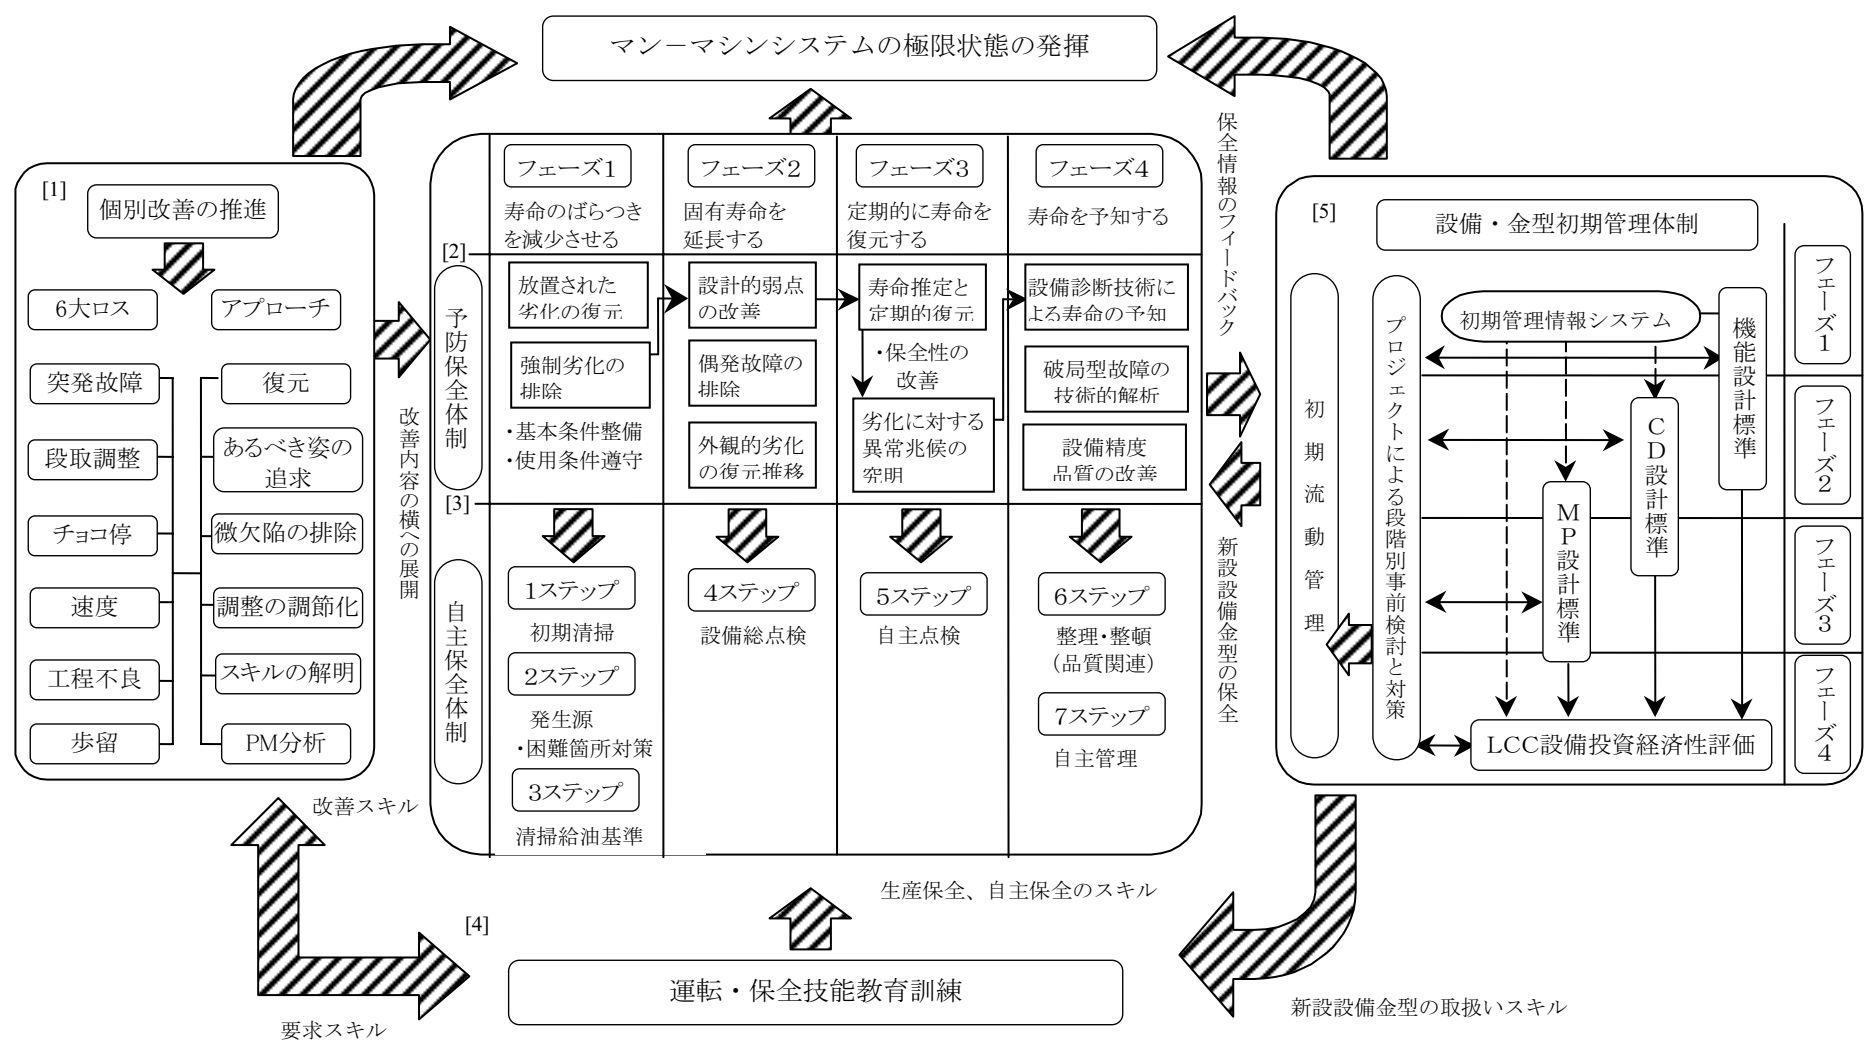 マン－マシンシステムの極限状態の発揮
[1]
個別改善の推進
6大ロス
アプローチ
突発故障
復元
段取調整
あるべき姿の
追求
チョコ停
微欠陥の排除
速度
調整の調節化
工程不良
スキルの解明
歩留
PM分析
改善内容の横への展開
フェーズ1
寿命のばらつき
を減少させる
フェーズ2
固有寿命を
延長する
フェーズ3
定期的に寿命を
復元する
フェーズ4
寿命を予知する
[2]
予防保全体制
放置された
劣化の復元
強制劣化の
排除
・基本条件整備
・使用条件遵守
設計的弱点
の改善
偶発故障の
排除
外観的劣化
の復元推移
寿命推定と
定期的復元
・保全性の
改善
劣化に対する
異常兆候の
究明
設備診断技術に
よる寿命の予知
破局型故障の
技術的解析
設備精度
品質の改善
[3]
自主保全体制
1ステップ
初期清掃
2ステップ
発生源
・困難箇所対策
3ステップ
清掃給油基準
4ステップ
設備総点検
5ステップ
自主点検
6ステップ
整理・整頓
（品質関連）
7ステップ
自主管理
保全情報のフィードバック
新設設備金型の保全
[5]
設備・金型初期管理体制
初期流動管理
プロジェクトによる段階別事前検討と対策
初期管理情報システム
機能設計標準
CD設計標準
MP設計標準
LCC設備投資経済性評価
フェーズ1
フェーズ2
フェーズ3
フェーズ4
改善スキル
生産保全、自主保全のスキル
[4]
運転・保全技能教育訓練
要求スキル
新設設備金型の取扱いスキル